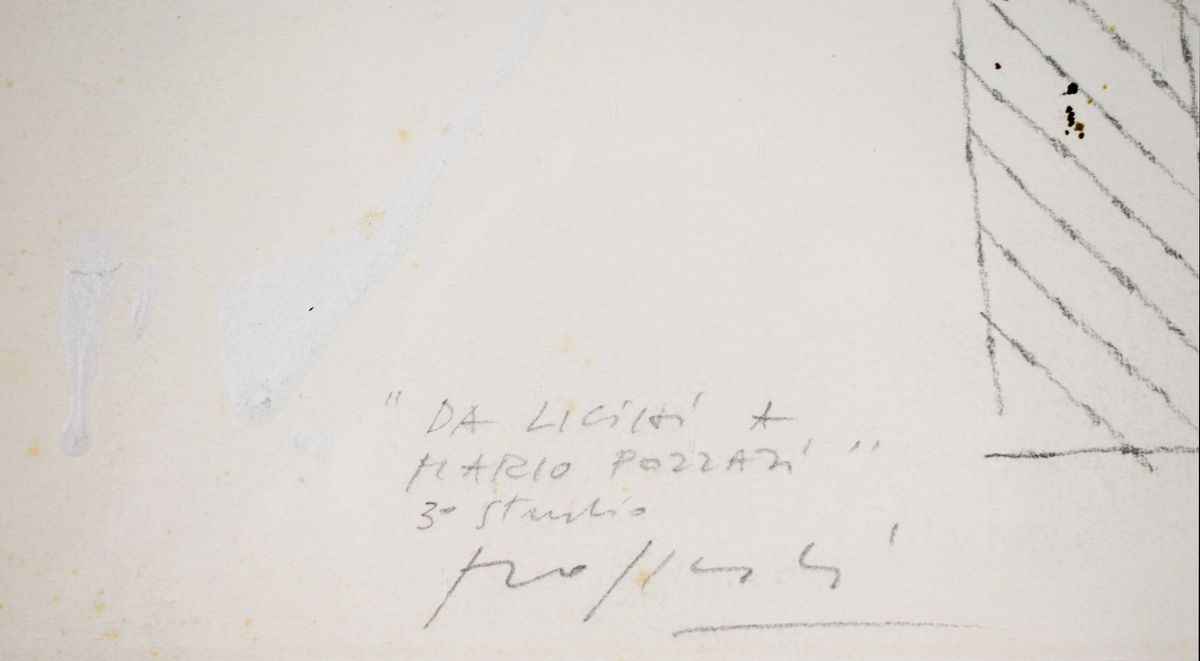 " DA LICINI A
MARIO POZZATI "
3° studio